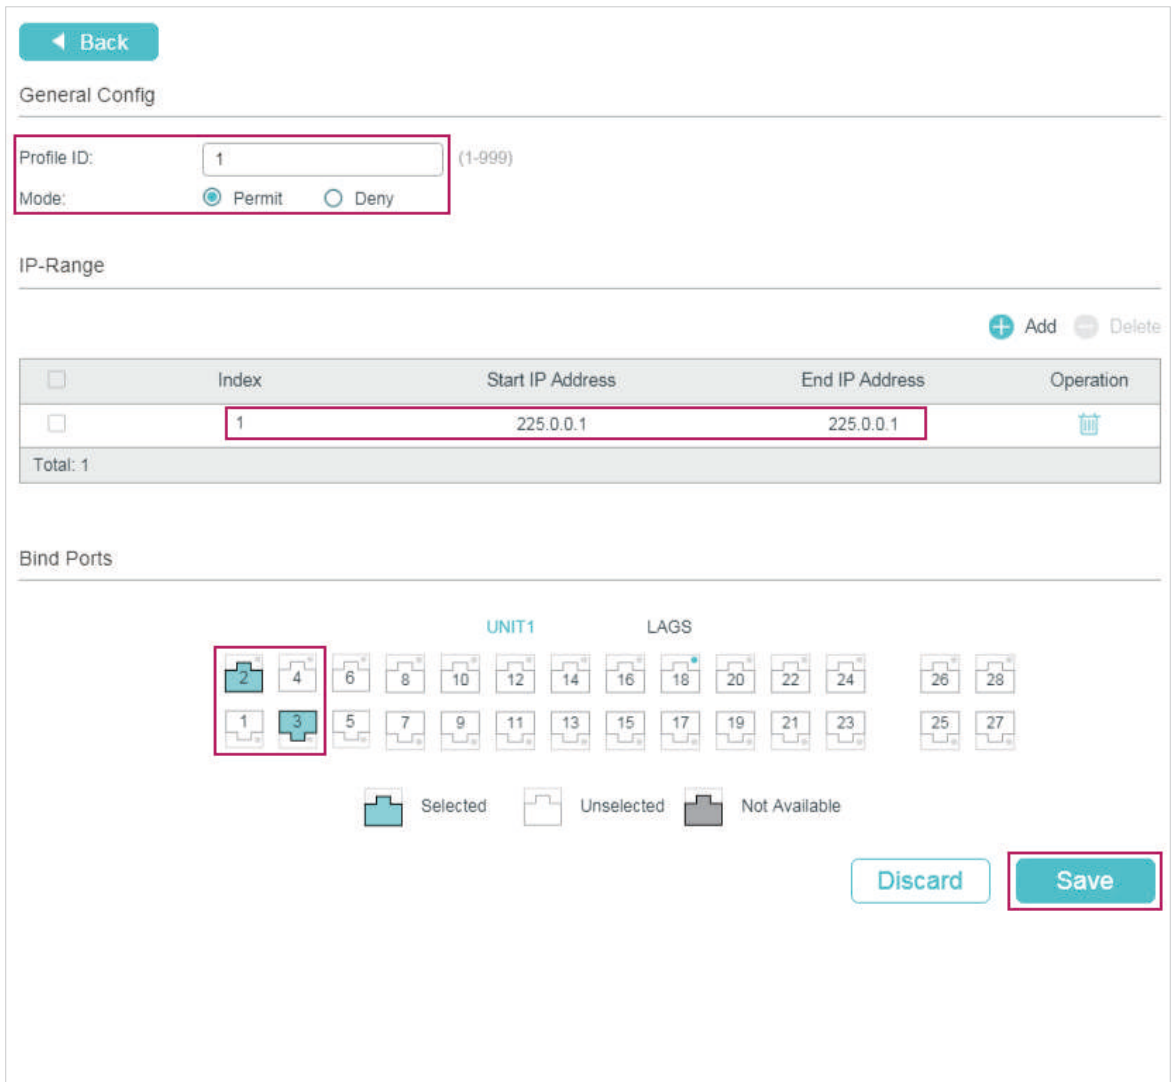 Back
General Config
Profile ID: 1 (1-999)
Mode: Permit Deny
IP-Range
Add Delete
Index Start IP Address End IP Address Operation
1 225.0.0.1 225.0.0.1
Total: 1
Bind Ports
UNIT1 LAGS
2 4 6 8 10 12 14 16 18 20 22 24 26 28
1 3 5 7 9 11 13 15 17 19 21 23 25 27
Selected Unselected Not Available
Discard Save